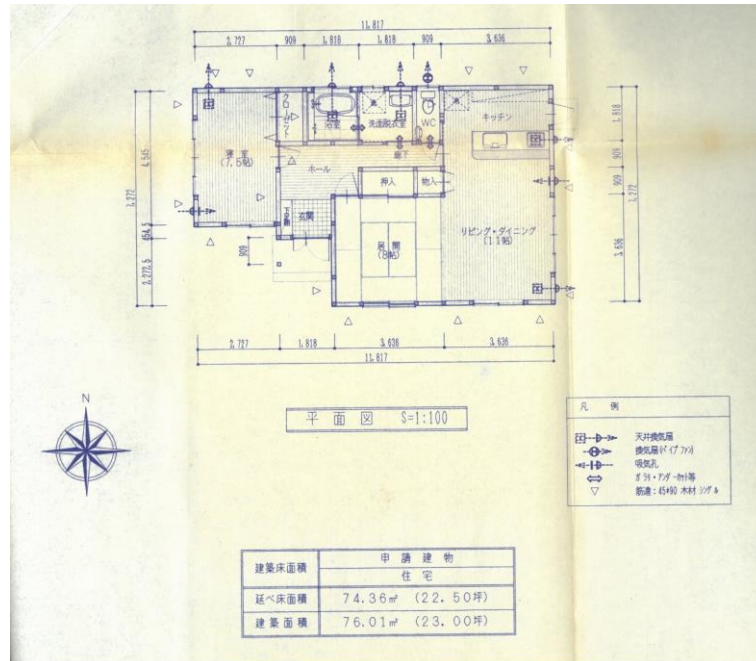 11.817
2.727 909 1.818 1.818 909 3.636
クローゼット
浴室
洗面脱衣室
WC
キッチン
寝室
(7.5帖)
ホール
廊下
押入
物入
玄関
居間
(8帖)
リビング・ダイニング
(11帖)
4.545
7.272
454.5
2.272.5
909
1.818
909
909
7.272
3.636
2.727 1.818 3.636 3.636
11.817
平面図 S=1:100
N
凡例
天井換気扇
換気扇(パイプファン)
吸気孔
ガラリ・アンダーカット等
筋違:45*90 木材 シングル
建築床面積 申請建物
住宅
延べ床面積 74.36㎡ (22.50坪)
建築面積 76.01㎡ (23.00坪)